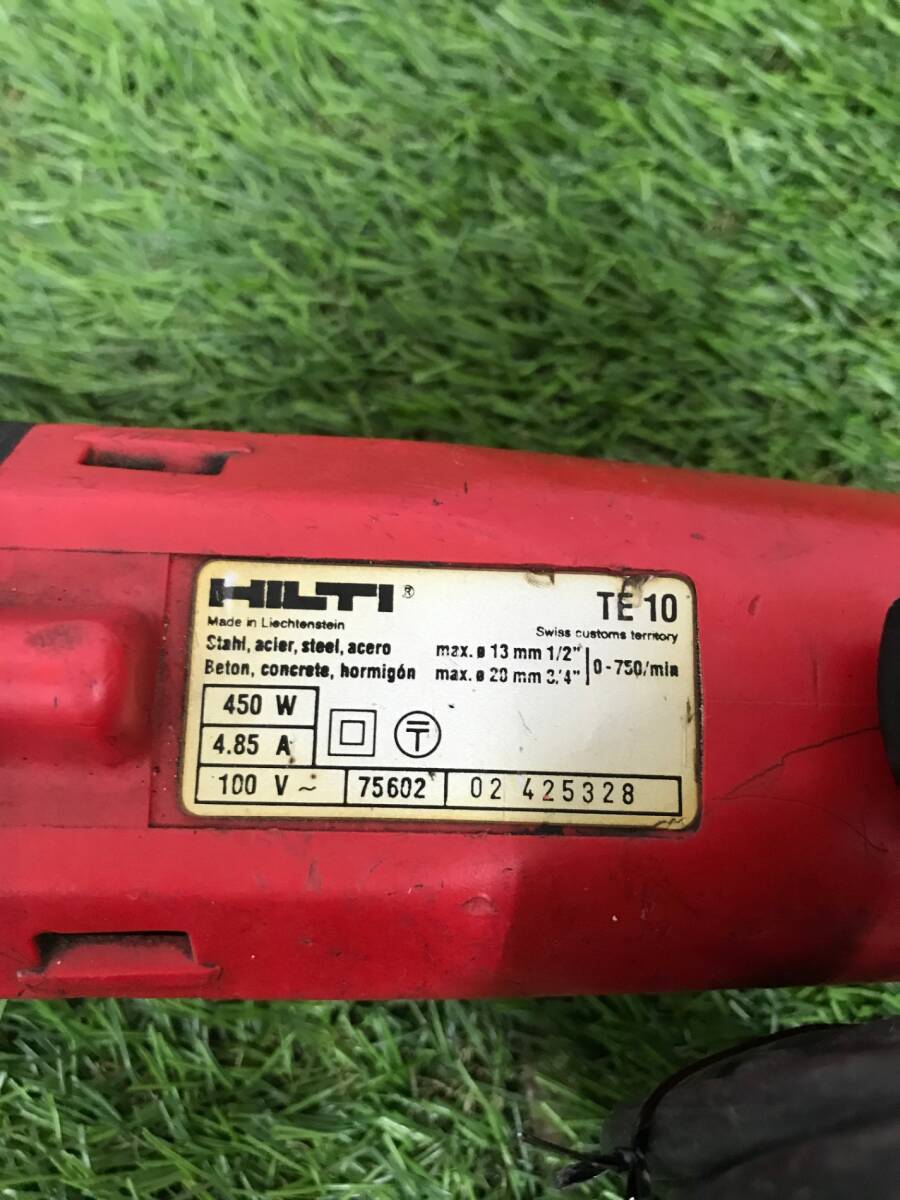 HILTI ® TE 10
Made in Liechtenstein Swiss customs territory
Stahl, acier, steel, acero max. ø 13 mm 1/2" 0-750/min
Beton, concrete, hormigón max. ø 20 mm 3/4"
450 W
4.85 A
100 V ~ 75602 02 425328